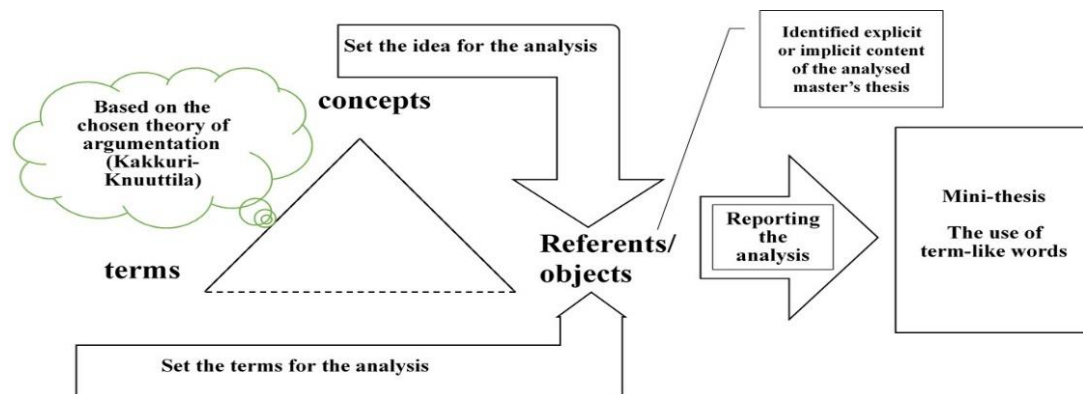 Set the idea for the analysis
Identified explicit
or implicit content
of the analysed
master's thesis
Based on the
chosen theory of
argumentation
(Kakkuri-
Knuuttila)
concepts
terms
Referents/
objects
Reporting
the
analysis
Mini-thesis
The use of
term-like words
Set the terms for the analysis